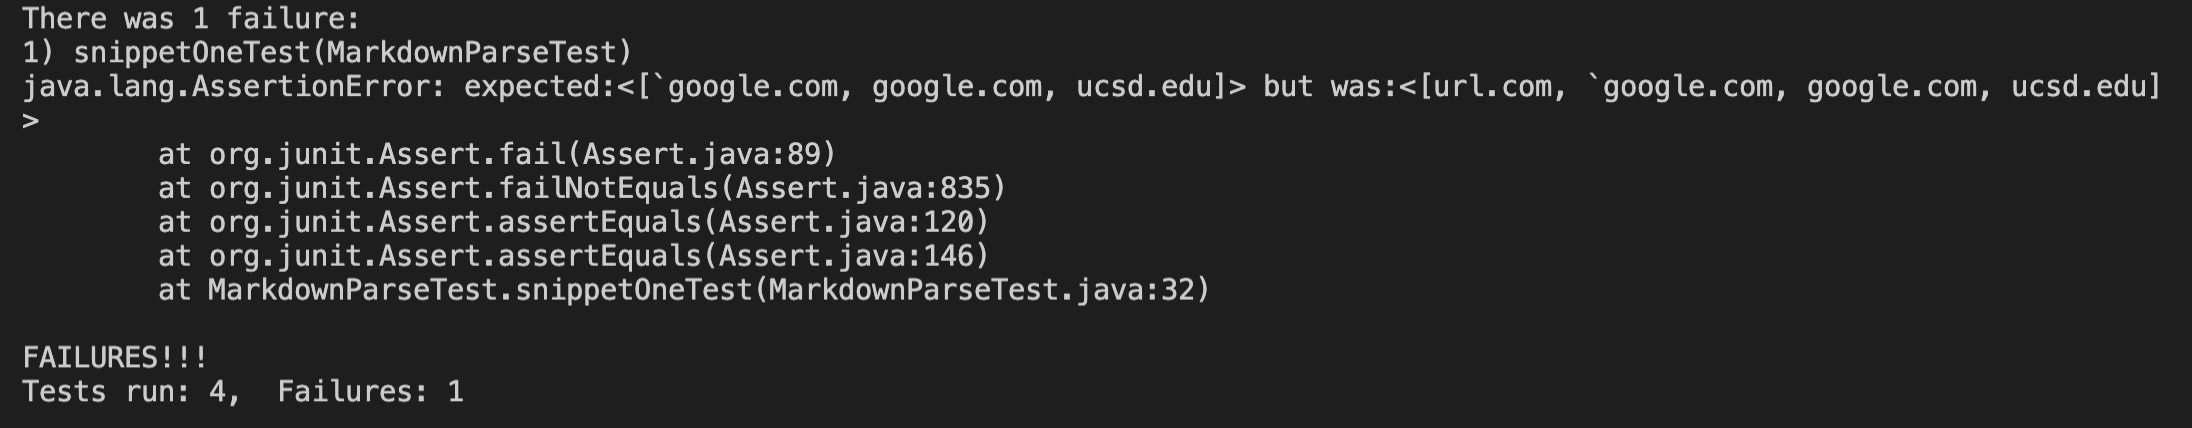 There was 1 failure:
1) snippetOneTest(MarkdownParseTest)
java.lang.AssertionError: expected:<[`google.com, google.com, ucsd.edu]> but was:<[url.com, `google.com, google.com, ucsd.edu]
>
        at org.junit.Assert.fail(Assert.java:89)
        at org.junit.Assert.failNotEquals(Assert.java:835)
        at org.junit.Assert.assertEquals(Assert.java:120)
        at org.junit.Assert.assertEquals(Assert.java:146)
        at MarkdownParseTest.snippetOneTest(MarkdownParseTest.java:32)

FAILURES!!!
Tests run: 4,  Failures: 1